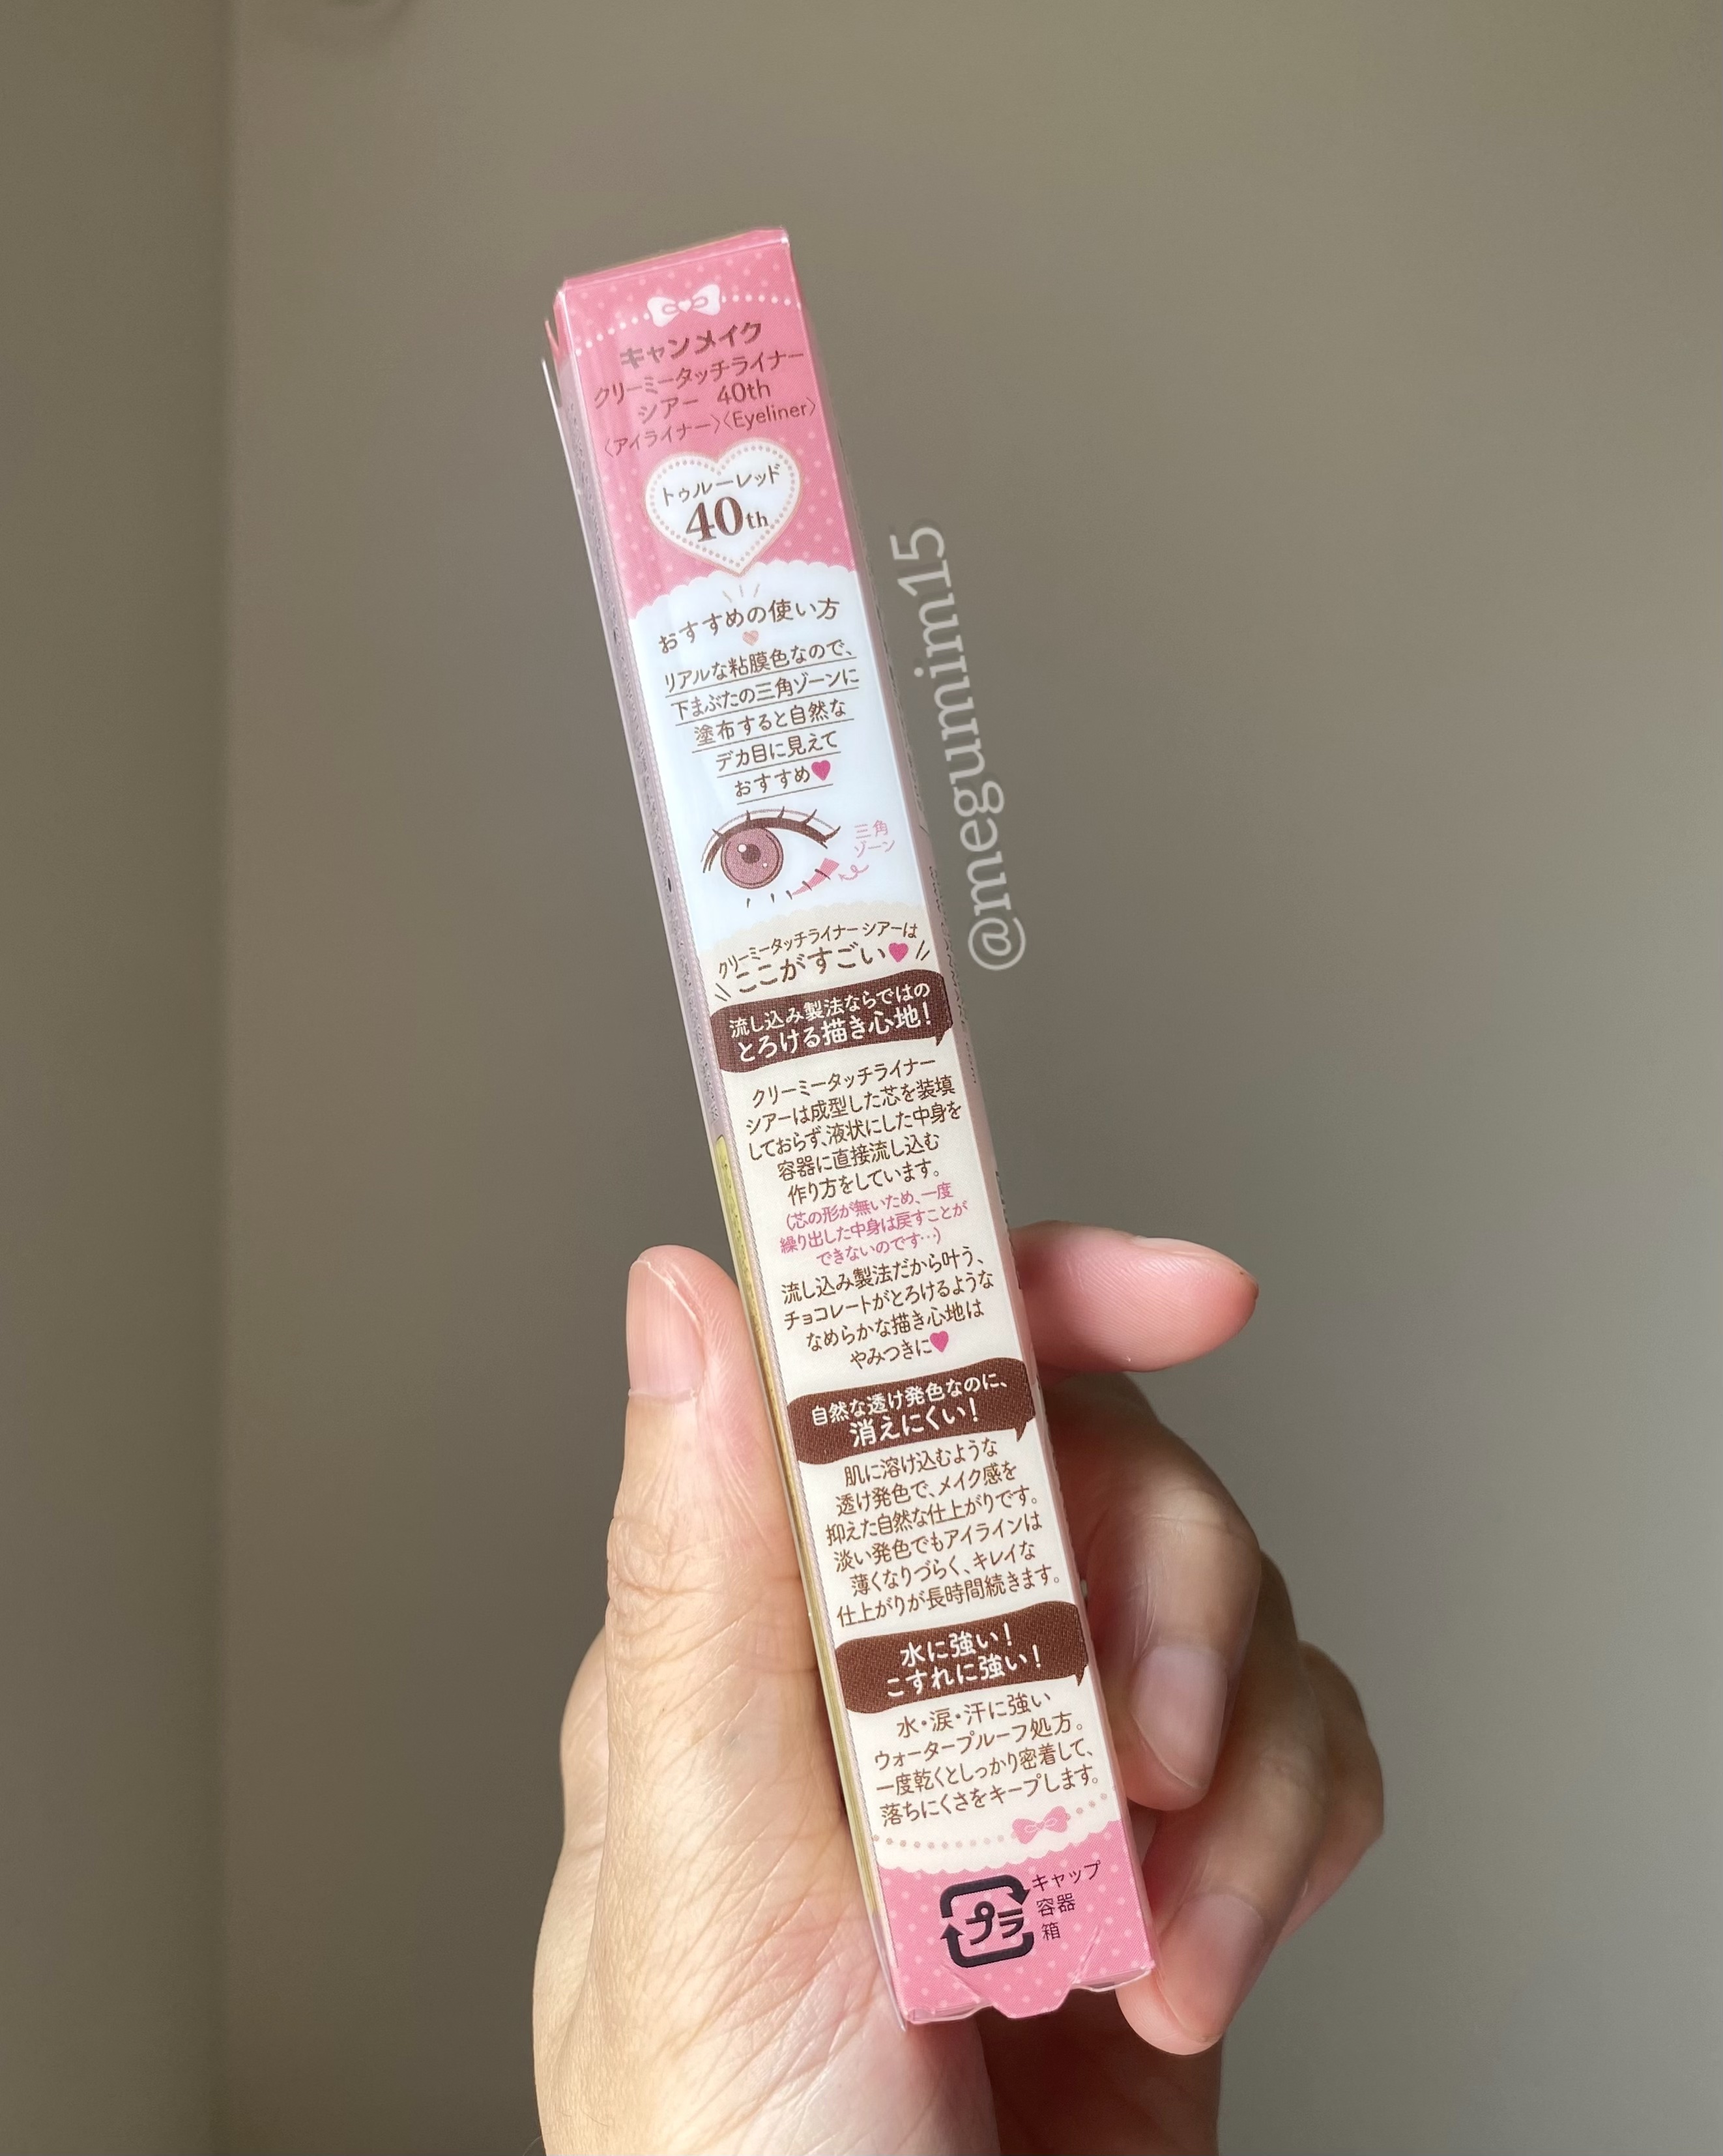 キャンメイク
クリーミータッチライナー
シアー 40th
〈アイライナー〉〈Eyeliner〉
トゥルーレッド
40th
おすすめの使い方
リアルな粘膜色なので、
下まぶたの三角ゾーンに
塗布すると自然な
デカ目に見えて
おすすめ♥
三角
ゾーン
クリーミータッチライナー シアーは
ここがすごい♥
流し込み製法ならではの
とろける描き心地!
クリーミータッチライナー
シアーは成型した芯を装填
しておらず、液状にした中身を
容器に直接流し込む
作り方をしています。
(芯の形が無いため、一度
繰り出した中身は戻すことが
できないのです…)
流し込み製法だから叶う、
チョコレートがとろけるような
なめらかな描き心地は
やみつきに♥
自然な透け発色なのに、
消えにくい!
肌に溶け込むような
透け発色で、メイク感を
抑えた自然な仕上がりです。
淡い発色でもアイラインは
薄くなりづらく、キレイな
仕上がりが長時間続きます。
水に強い!
こすれに強い!
水・涙・汗に強い
ウォータープルーフ処方。
一度乾くとしっかり密着して、
落ちにくさをキープします。
プラ
キャップ
容器
箱
@megumimim15